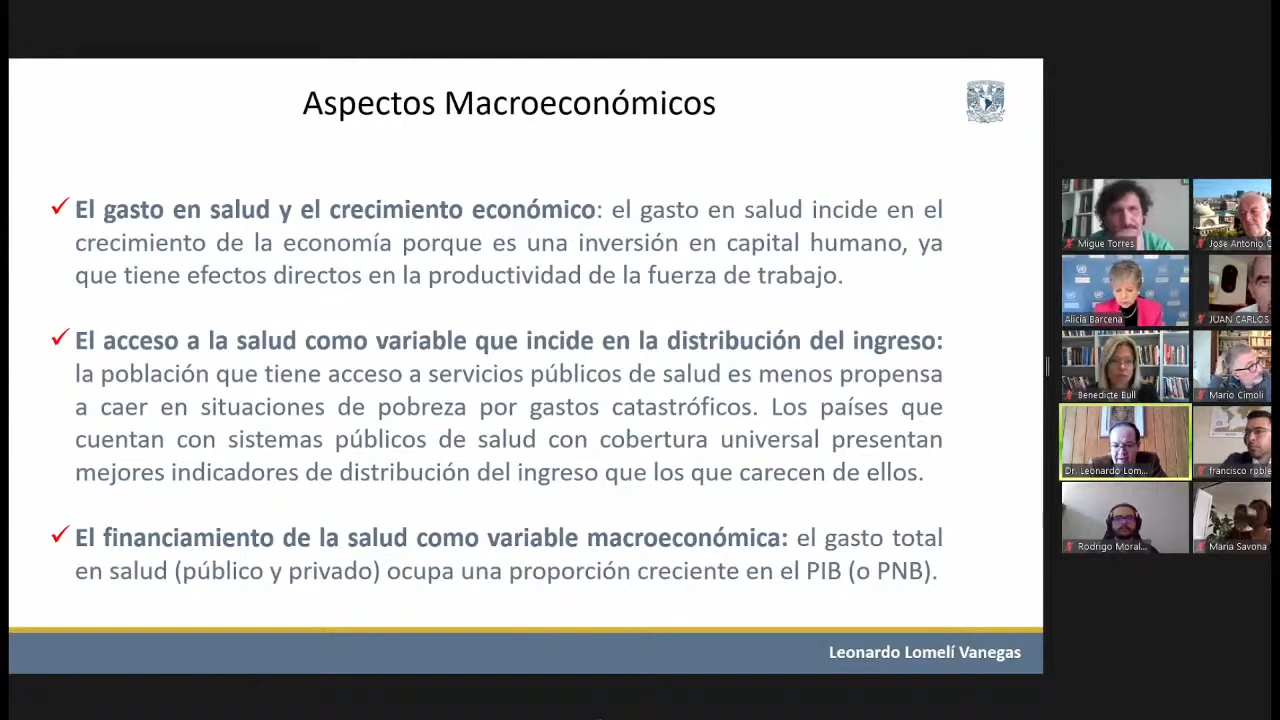 Aspectos Macroeconómicos
El gasto en salud y el crecimiento económico: el gasto en salud incide en el
crecimiento de la economía porque es una inversión en capital humano, ya
que tiene efectos directos en la productividad de la fuerza de trabajo.
El acceso a la salud como variable que incide en la distribución del ingreso:
la población que tiene acceso a servicios públicos de salud es menos propensa
a caer en situaciones de pobreza por gastos catastróficos. Los países que
cuentan con sistemas públicos de salud con cobertura universal presentan
mejores indicadores de distribución del ingreso que los que carecen de ellos.
El financiamiento de la salud como variable macroeconómica: el gasto total
en salud (público y privado) ocupa una proporción creciente en el PIB (o PNB).
Leonardo Lomelí Vanegas
Migue Torres
Jose Antonio O
Alicia Barcena
JUAN CARLOS
Benedicte Bull
Mario Cimoli
Dr. Leonardo Lom...
francisco roble
Rodrigo Moral...
Maria Savona